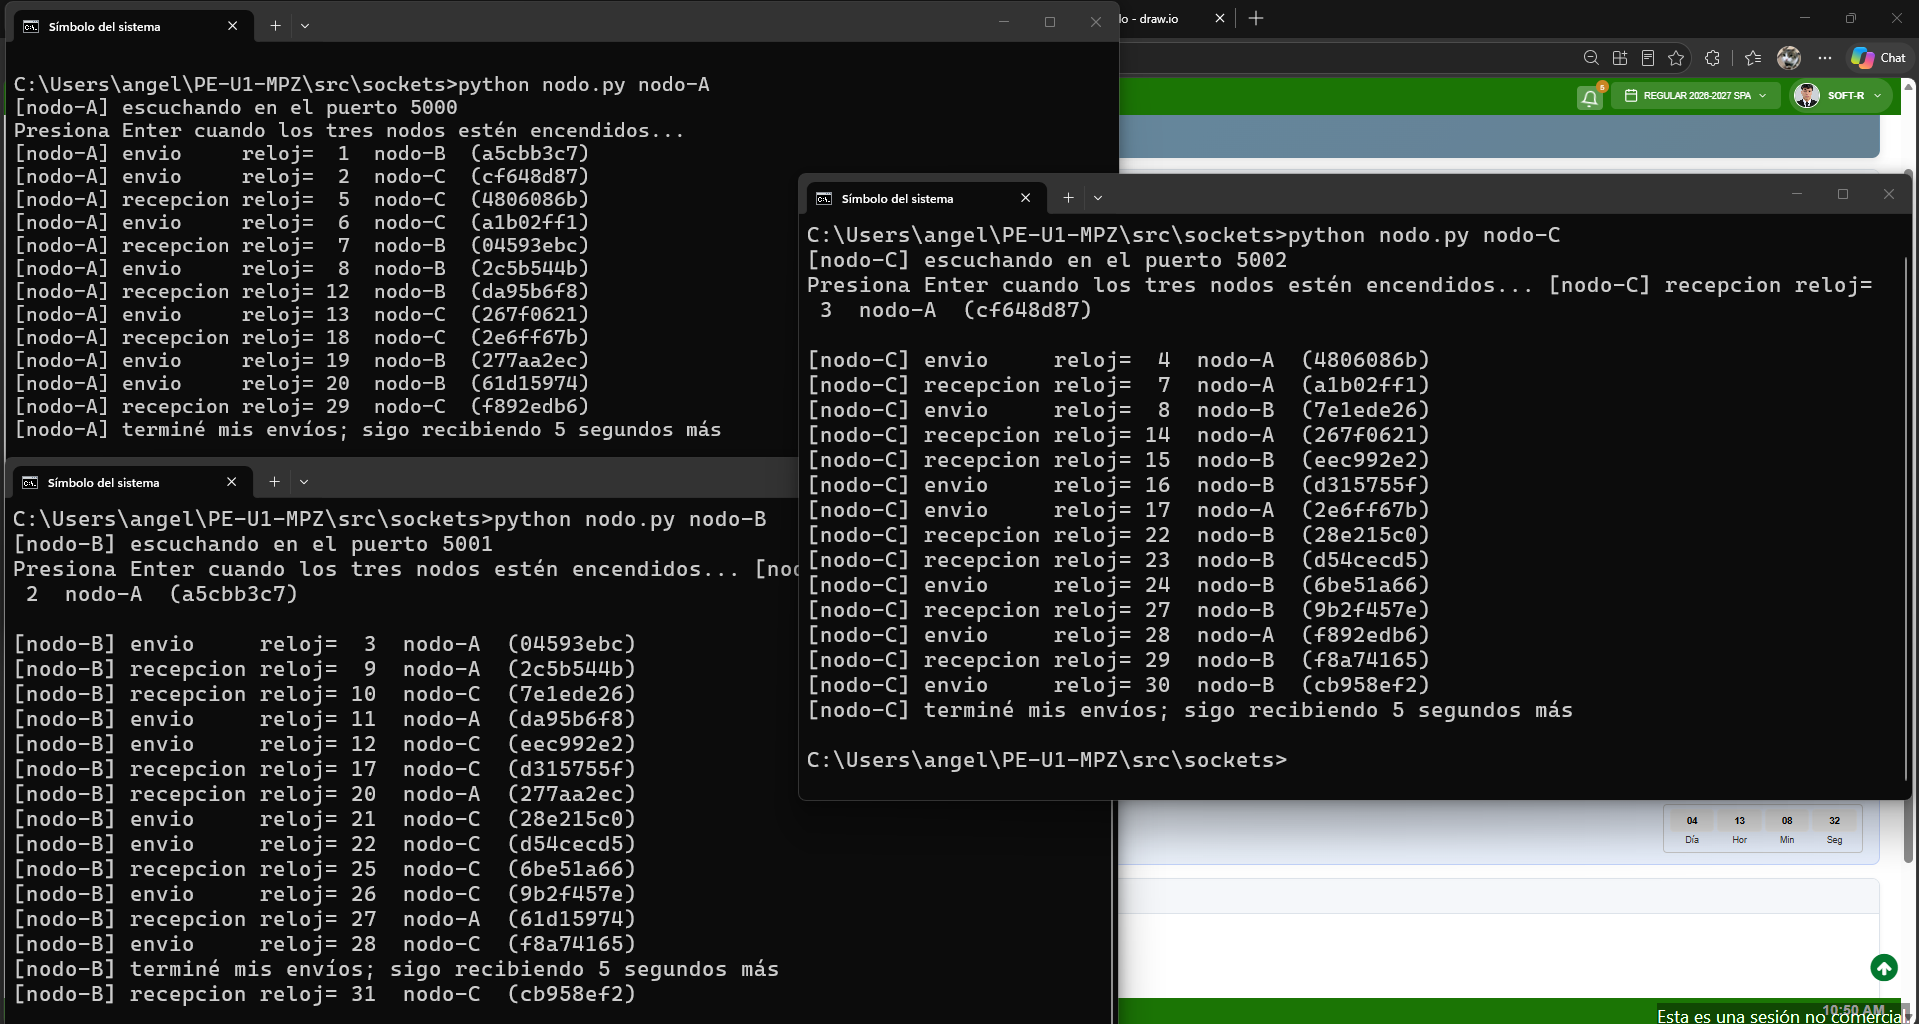 Símbolo del sistema
C:\Users\angel\PE-U1-MPZ\src\sockets>python nodo.py nodo-A
[nodo-A] escuchando en el puerto 5000
Presiona Enter cuando los tres nodos estén encendidos...
[nodo-A] envio     reloj=  1  nodo-B  (a5cbb3c7)
[nodo-A] envio     reloj=  2  nodo-C  (cf648d87)
[nodo-A] recepcion reloj=  5  nodo-C  (4806086b)
[nodo-A] envio     reloj=  6  nodo-C  (a1b02ff1)
[nodo-A] recepcion reloj=  7  nodo-B  (04593ebc)
[nodo-A] envio     reloj=  8  nodo-B  (2c5b544b)
[nodo-A] recepcion reloj= 12  nodo-B  (da95b6f8)
[nodo-A] envio     reloj= 13  nodo-C  (267f0621)
[nodo-A] recepcion reloj= 18  nodo-C  (2e6ff67b)
[nodo-A] envio     reloj= 19  nodo-B  (277aa2ec)
[nodo-A] envio     reloj= 20  nodo-B  (61d15974)
[nodo-A] recepcion reloj= 29  nodo-C  (f892edb6)
[nodo-A] terminé mis envíos; sigo recibiendo 5 segundos más
Símbolo del sistema
C:\Users\angel\PE-U1-MPZ\src\sockets>python nodo.py nodo-B
[nodo-B] escuchando en el puerto 5001
Presiona Enter cuando los tres nodos estén encendidos... [no
2  nodo-A  (a5cbb3c7)
[nodo-B] envio     reloj=  3  nodo-A  (04593ebc)
[nodo-B] recepcion reloj=  9  nodo-A  (2c5b544b)
[nodo-B] recepcion reloj= 10  nodo-C  (7e1ede26)
[nodo-B] envio     reloj= 11  nodo-A  (da95b6f8)
[nodo-B] envio     reloj= 12  nodo-C  (eec992e2)
[nodo-B] recepcion reloj= 17  nodo-C  (d315755f)
[nodo-B] recepcion reloj= 20  nodo-A  (277aa2ec)
[nodo-B] envio     reloj= 21  nodo-C  (28e215c0)
[nodo-B] envio     reloj= 22  nodo-C  (d54cecd5)
[nodo-B] recepcion reloj= 25  nodo-C  (6be51a66)
[nodo-B] envio     reloj= 26  nodo-C  (9b2f457e)
[nodo-B] recepcion reloj= 27  nodo-A  (61d15974)
[nodo-B] envio     reloj= 28  nodo-C  (f8a74165)
[nodo-B] terminé mis envíos; sigo recibiendo 5 segundos más
[nodo-B] recepcion reloj= 31  nodo-C  (cb958ef2)
Símbolo del sistema
C:\Users\angel\PE-U1-MPZ\src\sockets>python nodo.py nodo-C
[nodo-C] escuchando en el puerto 5002
Presiona Enter cuando los tres nodos estén encendidos... [nodo-C] recepcion reloj=
3  nodo-A  (cf648d87)
[nodo-C] envio     reloj=  4  nodo-A  (4806086b)
[nodo-C] recepcion reloj=  7  nodo-A  (a1b02ff1)
[nodo-C] envio     reloj=  8  nodo-B  (7e1ede26)
[nodo-C] recepcion reloj= 14  nodo-A  (267f0621)
[nodo-C] recepcion reloj= 15  nodo-B  (eec992e2)
[nodo-C] envio     reloj= 16  nodo-B  (d315755f)
[nodo-C] envio     reloj= 17  nodo-A  (2e6ff67b)
[nodo-C] recepcion reloj= 22  nodo-B  (28e215c0)
[nodo-C] recepcion reloj= 23  nodo-B  (d54cecd5)
[nodo-C] envio     reloj= 24  nodo-B  (6be51a66)
[nodo-C] recepcion reloj= 27  nodo-B  (9b2f457e)
[nodo-C] envio     reloj= 28  nodo-A  (f892edb6)
[nodo-C] recepcion reloj= 29  nodo-B  (f8a74165)
[nodo-C] envio     reloj= 30  nodo-B  (cb958ef2)
[nodo-C] terminé mis envíos; sigo recibiendo 5 segundos más
C:\Users\angel\PE-U1-MPZ\src\sockets>
lo - draw.io
Chat
6
REGULAR 2026-2027 SPA
SOFT-R
04 13 08 32
Día Hor Min Seg
10:50 AM
Esta es una sesión no comercial